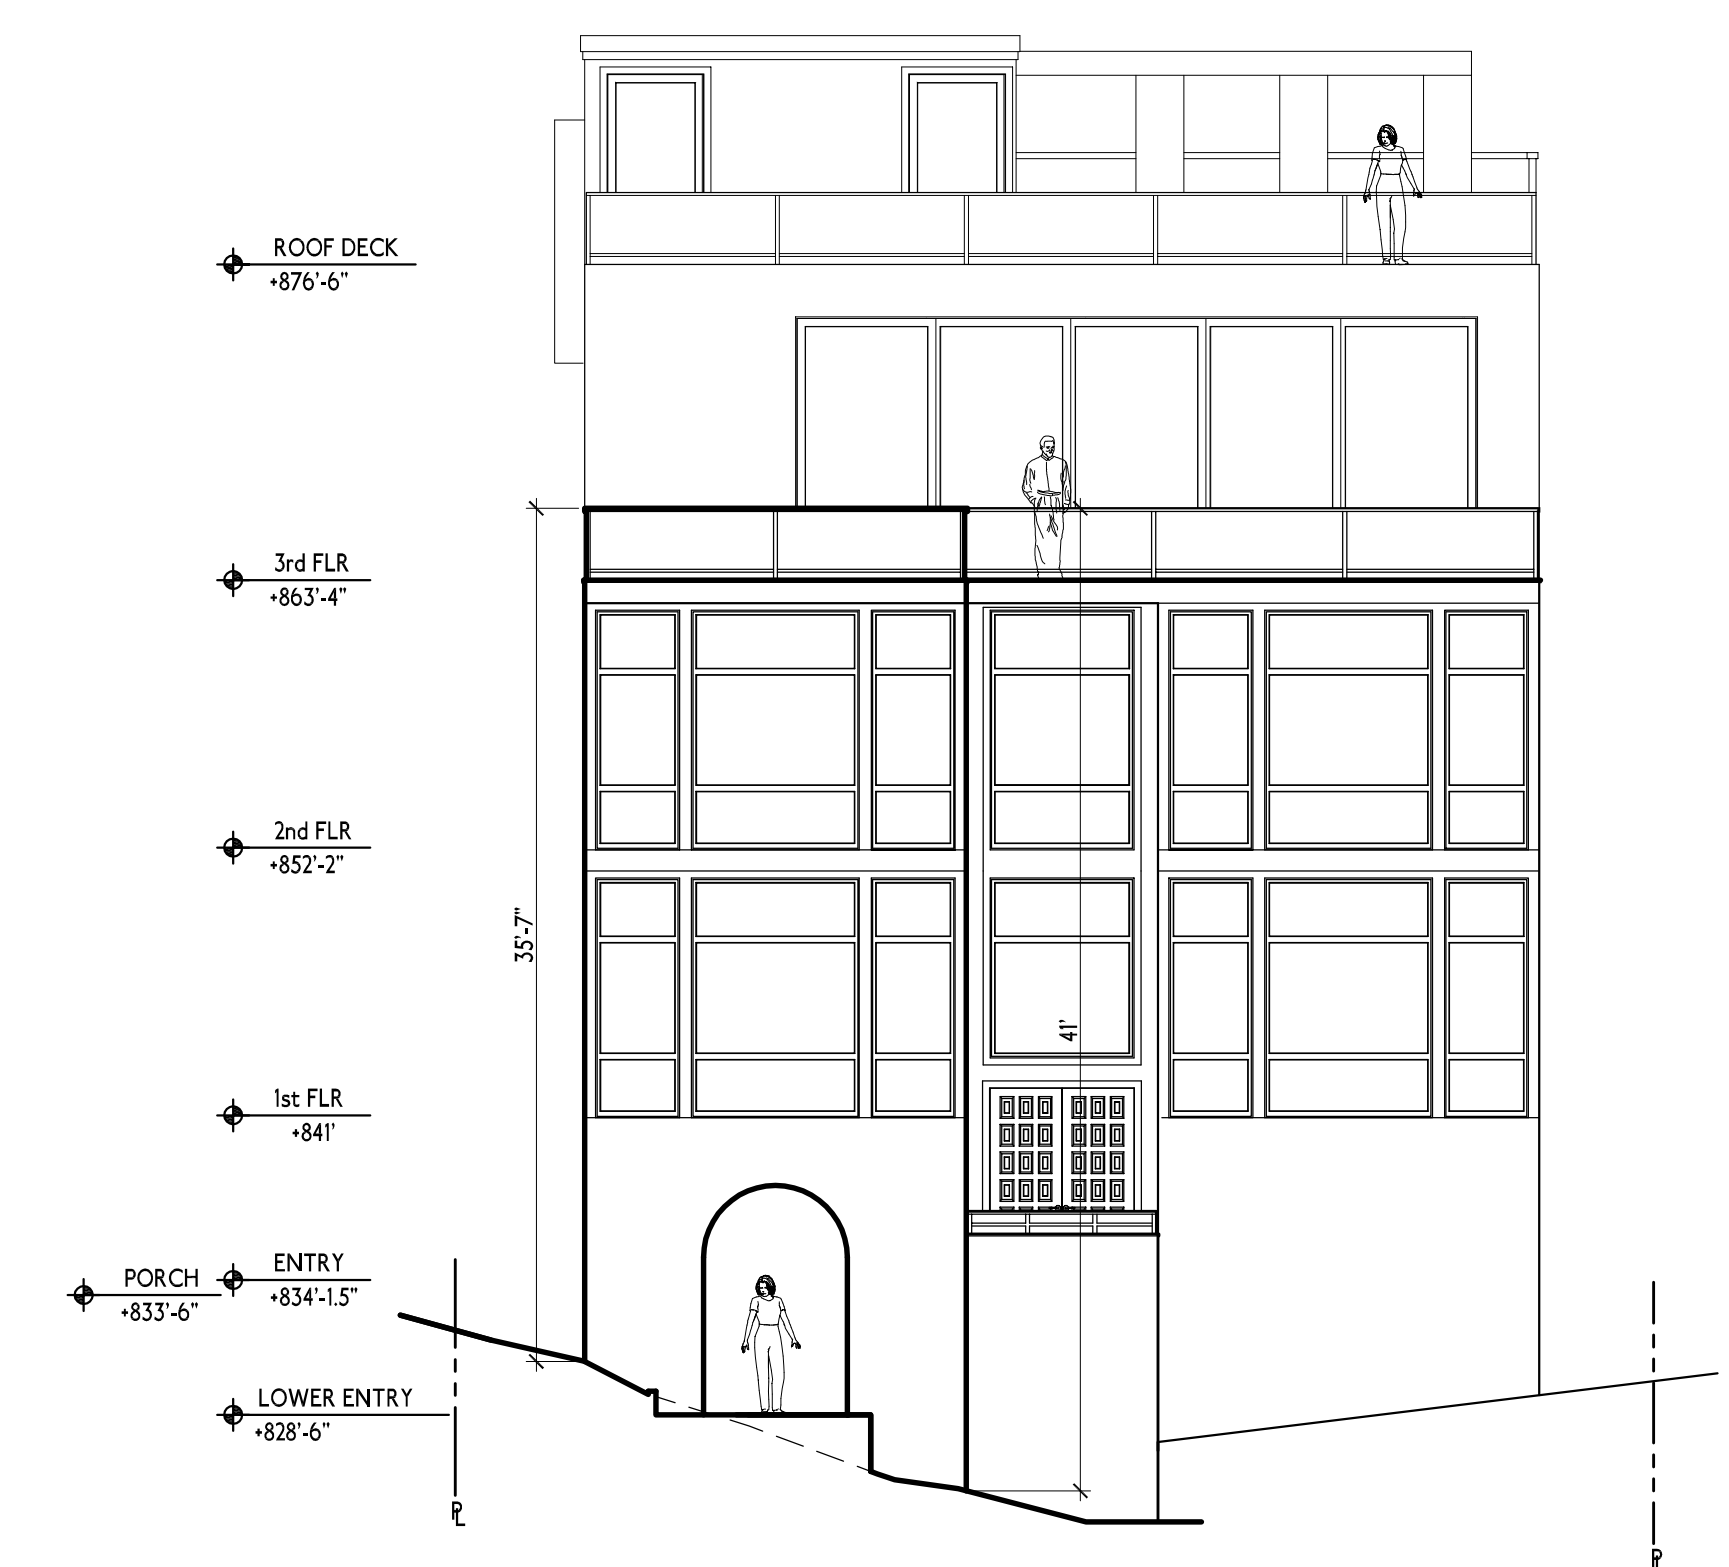 ROOF DECK
+876'-6"
3rd FLR
+863'-4"
2nd FLR
+852'-2"
35'-7"
41'
1st FLR
+841'
ENTRY
+834'-1.5"
PORCH
+833'-6"
LOWER ENTRY
+828'-6"
PL
PL